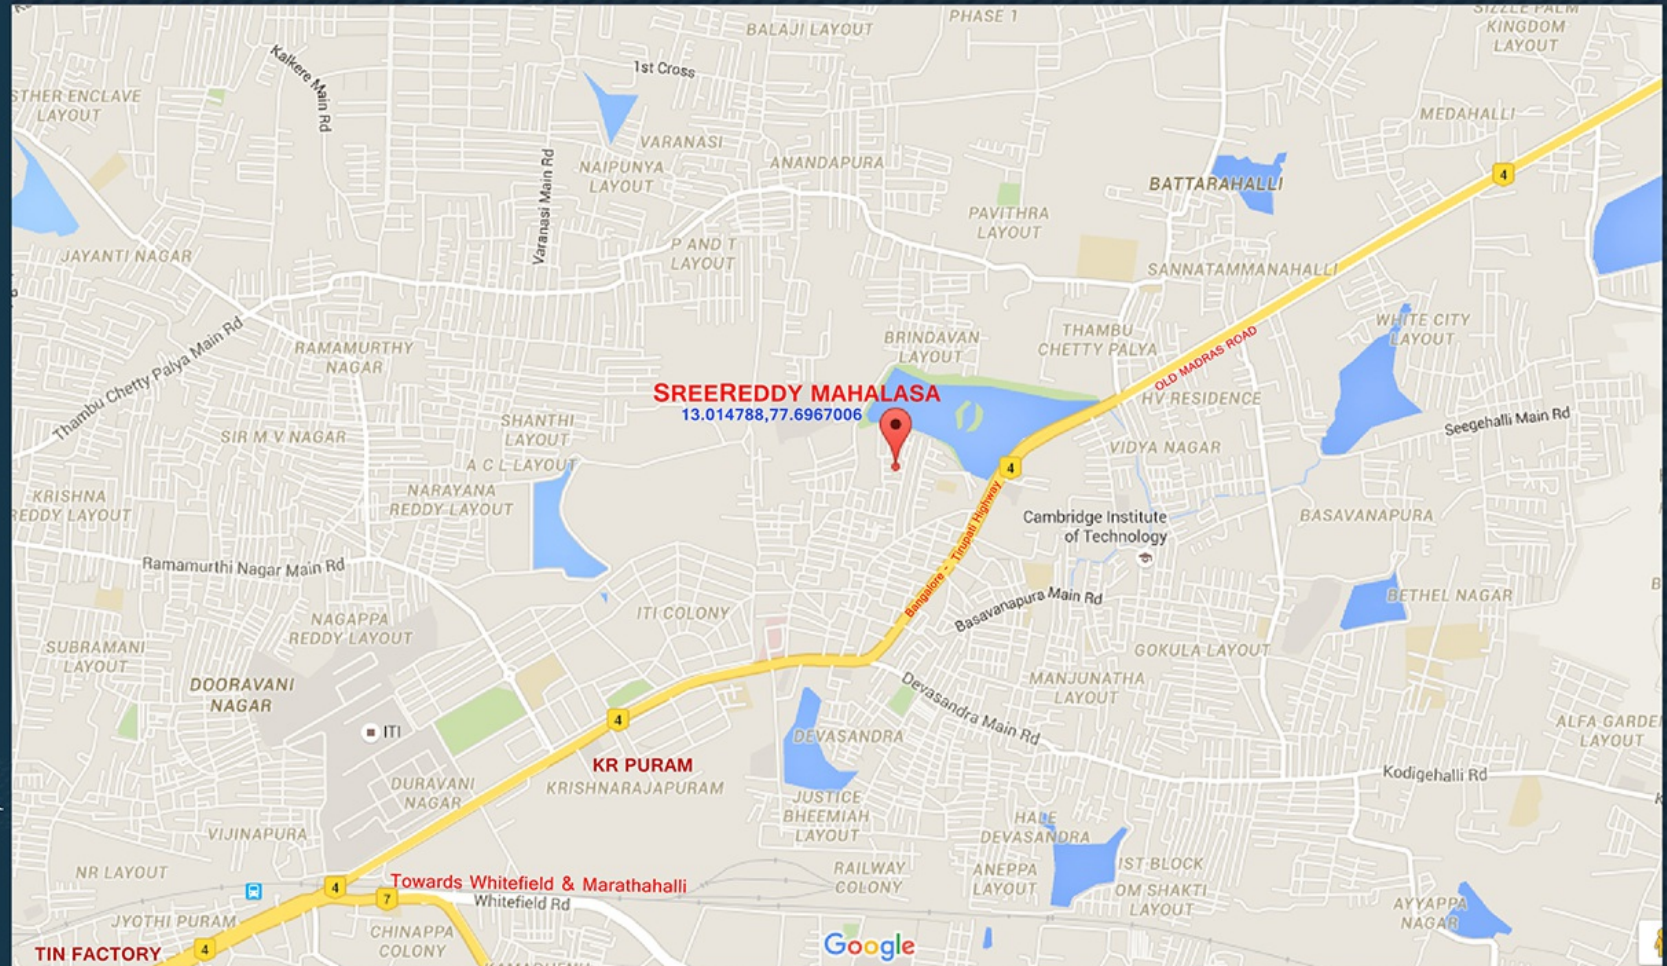 PHASE 1
KINGDOM
LAYOUT
BALAJI LAYOUT
Kalkere Main Rd
1st Cross
STHER ENCLAVE
LAYOUT
MEDAHALLI
VARANASI
NAIPUNYA
LAYOUT
ANANDAPURA
Varanasi Main Rd
4
BATTARAHALLI
PAVITHRA
LAYOUT
JAYANTI NAGAR
P AND T
LAYOUT
SANNATAMMANAHALLI
Thambu Chetty Palya Main Rd
RAMAMURTHY
NAGAR
BRINDAVAN
LAYOUT
THAMBU
CHETTY PALYA
OLD MADRAS ROAD
WHITE CITY
LAYOUT
SREEREDDY MAHALASA
13.014788,77.6967006
HV RESIDENCE
Seegehalli Main Rd
SIR M V NAGAR
SHANTHI
LAYOUT
A C L LAYOUT
VIDYA NAGAR
4
KRISHNA
REDDY LAYOUT
NARAYANA
REDDY LAYOUT
Bangalore - Tirupati Highway
Cambridge Institute
of Technology
BASAVANAPURA
Ramamurthi Nagar Main Rd
NAGAPPA
REDDY LAYOUT
ITI COLONY
Basavanapura Main Rd
BETHEL NAGAR
SUBRAMANI
LAYOUT
GOKULA LAYOUT
DOORAVANI
NAGAR
Devasandra Main Rd
MANJUNATHA
LAYOUT
ITI
4
DEVASANDRA
ALFA GARDE
LAYOUT
KR PURAM
KRISHNARAJAPURAM
DURAVANI
NAGAR
Kodigehalli Rd
JUSTICE
BHEEMIAH
LAYOUT
VIJINAPURA
HALE
DEVASANDRA
NR LAYOUT
4
7
Towards Whitefield & Marathahalli
Whitefield Rd
RAILWAY
COLONY
ANEPPA
LAYOUT
IST BLOCK
OM SHAKTI
LAYOUT
AYYAPPA
NAGAR
JYOTHI PURAM
CHINAPPA
COLONY
TIN FACTORY
4
Google